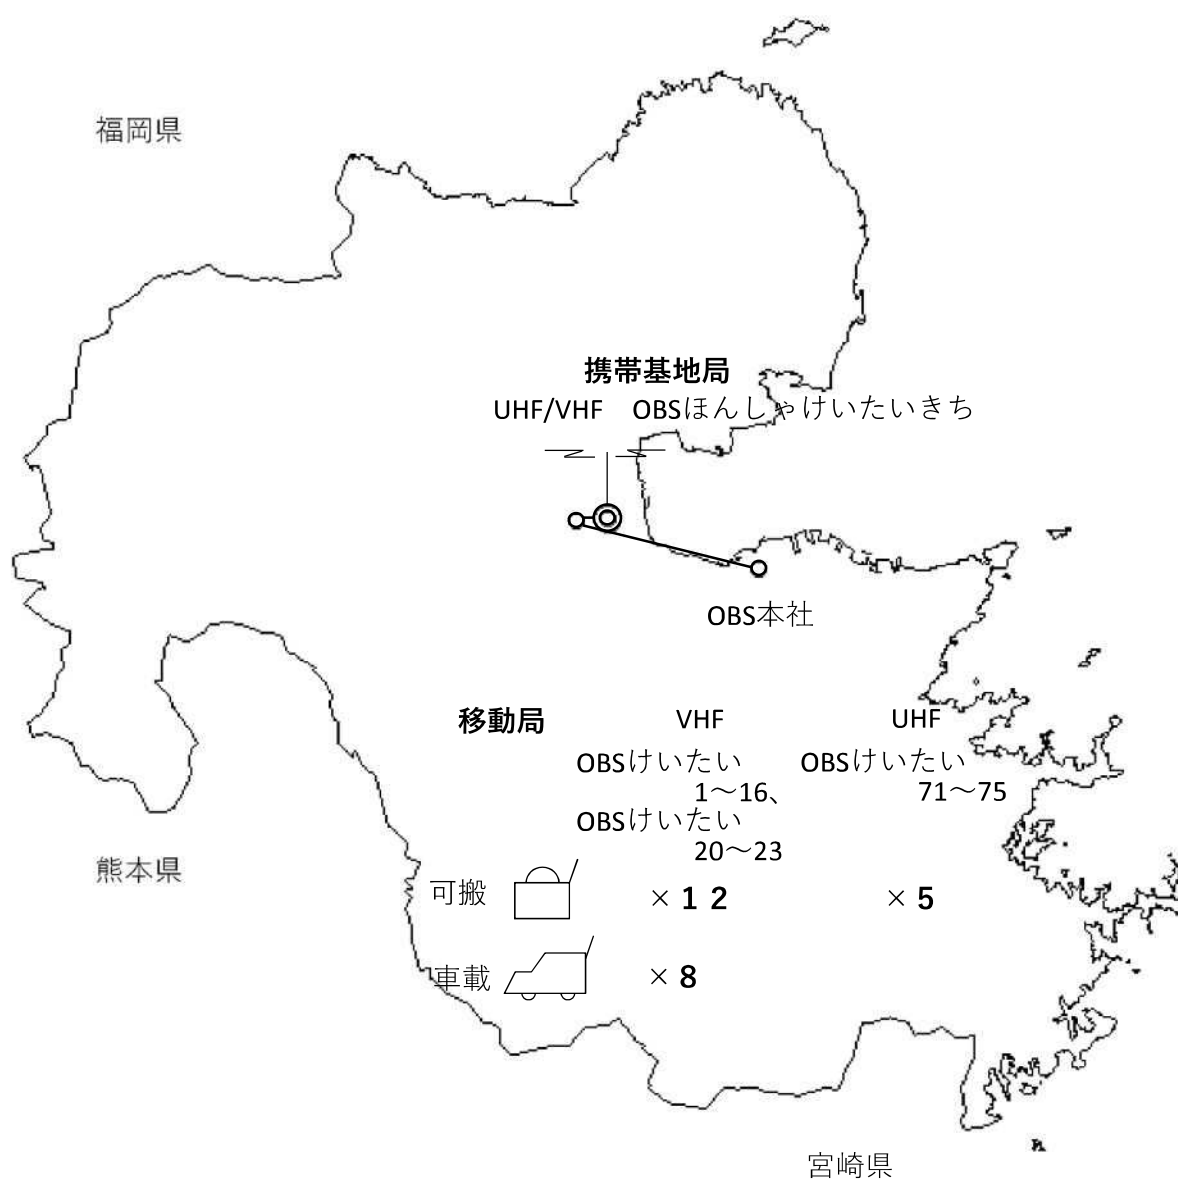 福岡県
携帯基地局
UHF/VHF OBSほんしゃけいたいきち
OBS本社
移動局 VHF UHF
OBSけいたい OBSけいたい
1～16、 71～75
OBSけいたい
20～23
熊本県
可搬 ×１２ ×5
車載 ×8
宮崎県